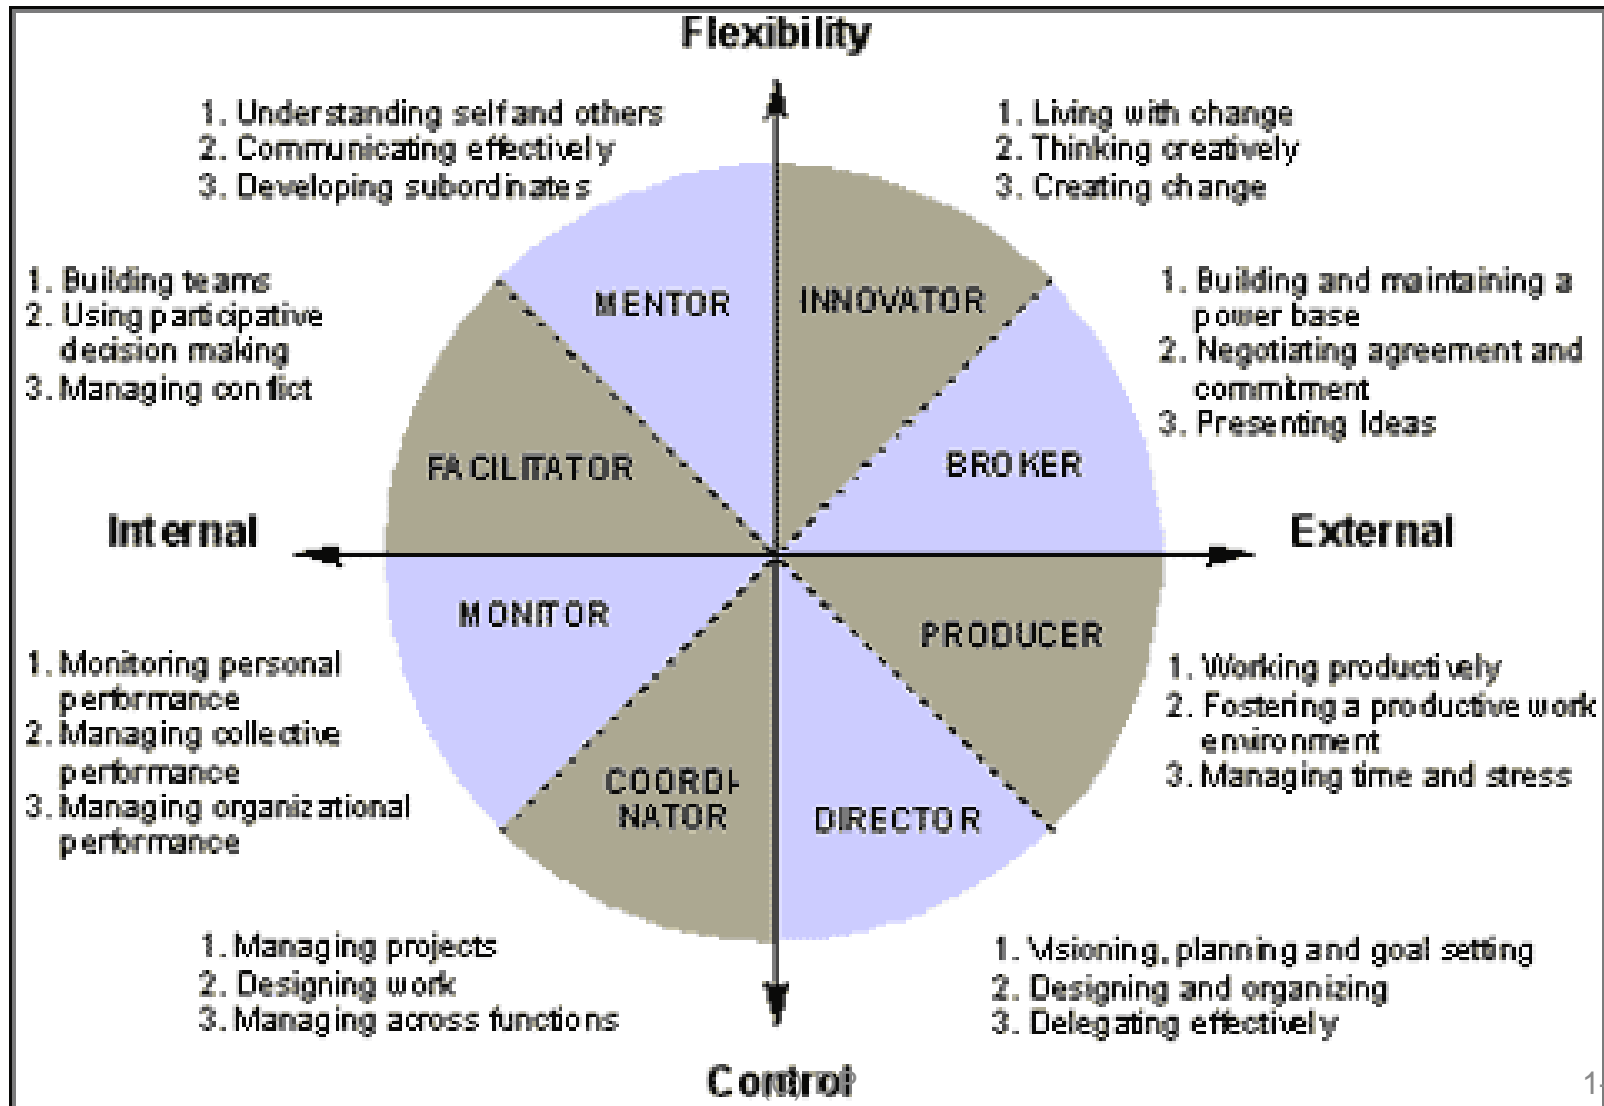 Flexibility
1. Understanding self and others
2. Communicating effectively
3. Developing subordinates
1. Living with change
2. Thinking creatively
3. Creating change
1. Building teams
2. Using participative
decision making
3. Managing conflict
MENTOR
INNOVATOR
1. Building and maintaining a
power base
2. Negotiating agreement and
commitment
3. Presenting Ideas
FACILITATOR
BROKER
Internal
External
MONITOR
PRODUCER
1. Monitoring personal
performance
2. Managing collective
performance
3. Managing organizational
performance
1. Working productively
2. Fostering a productive work
environment
3. Managing time and stress
COORDI-
NATOR
DIRECTOR
1. Managing projects
2. Designing work
3. Managing across functions
1. Visioning, planning and goal setting
2. Designing and organizing
3. Delegating effectively
Control
1-